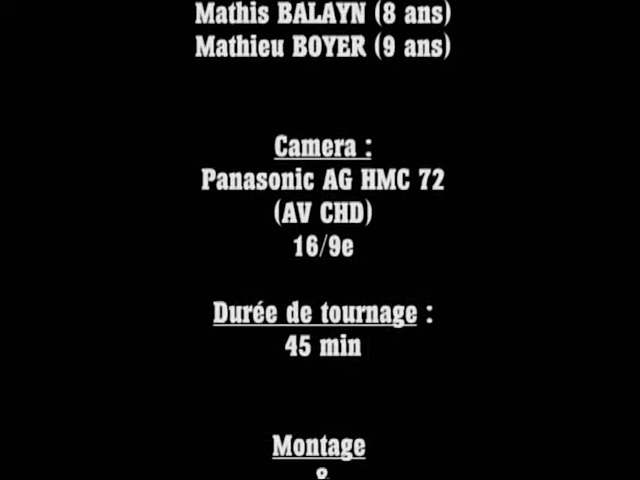 Mathis BALAYN (8 ans)
Mathieu BOYER (9 ans)
Camera :
Panasonic AG HMC 72
(AV CHD)
16/9e
Durée de tournage :
45 min
Montage